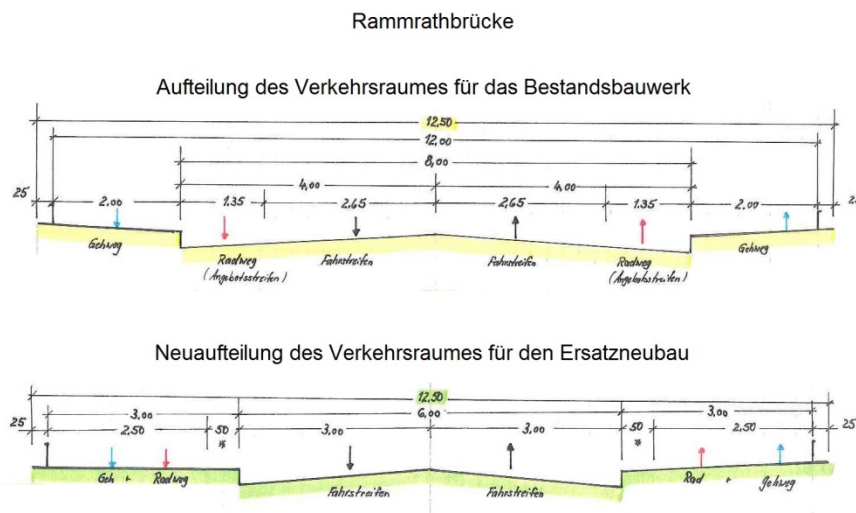 Rammrathbrücke
Aufteilung des Verkehrsraumes für das Bestandsbauwerk
12,50
12,00
8,00
4,00 4,00
25 2.00 1.35 2.65 2.65 1.35 2.00 25
Gehweg Radweg Fahrstreifen Fahrstreifen Radweg Gehweg
(Angebotsstreifen) (Angebotsstreifen)
Neuaufteilung des Verkehrsraumes für den Ersatzneubau
12,50
3,00 6,00 3,00
25 2,50 50 3,00 3,00 50 2,50 25
* *
Geh + Radweg Fahrstreifen Fahrstreifen Rad + gehweg